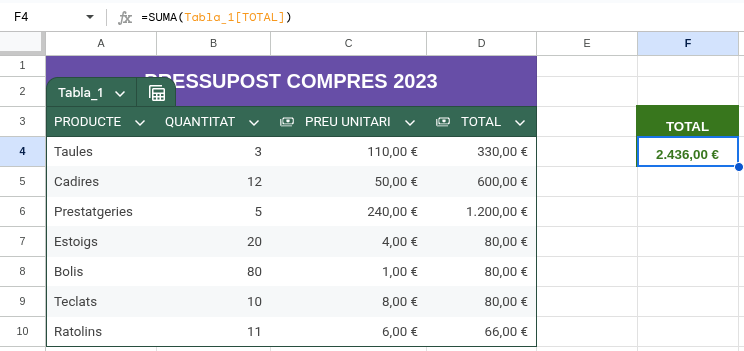 F4 fx =SUMA(Tabla_1[TOTAL])
A B C D E F
1 PRESSUPOST COMPRES 2023
2 Tabla_1
3 PRODUCTE QUANTITAT PREU UNITARI TOTAL TOTAL
4 Taules 3 110,00 € 330,00 € 2.436,00 €
5 Cadires 12 50,00 € 600,00 €
6 Prestatgeries 5 240,00 € 1.200,00 €
7 Estoigs 20 4,00 € 80,00 €
8 Bolis 80 1,00 € 80,00 €
9 Teclats 10 8,00 € 80,00 €
10 Ratolins 11 6,00 € 66,00 €